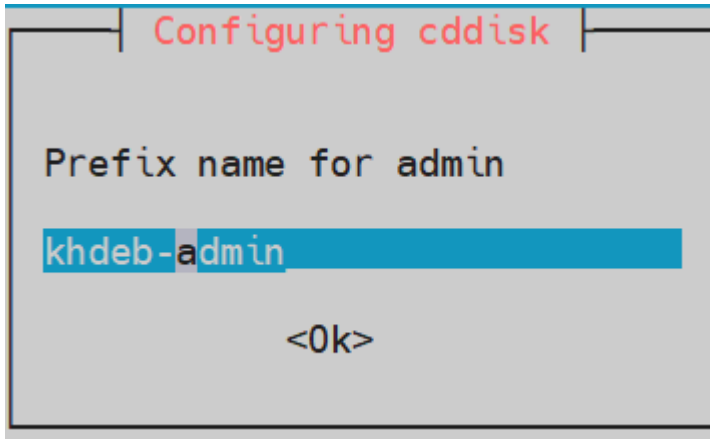 Configuring cddisk
Prefix name for admin
khdeb-admin
<Ok>